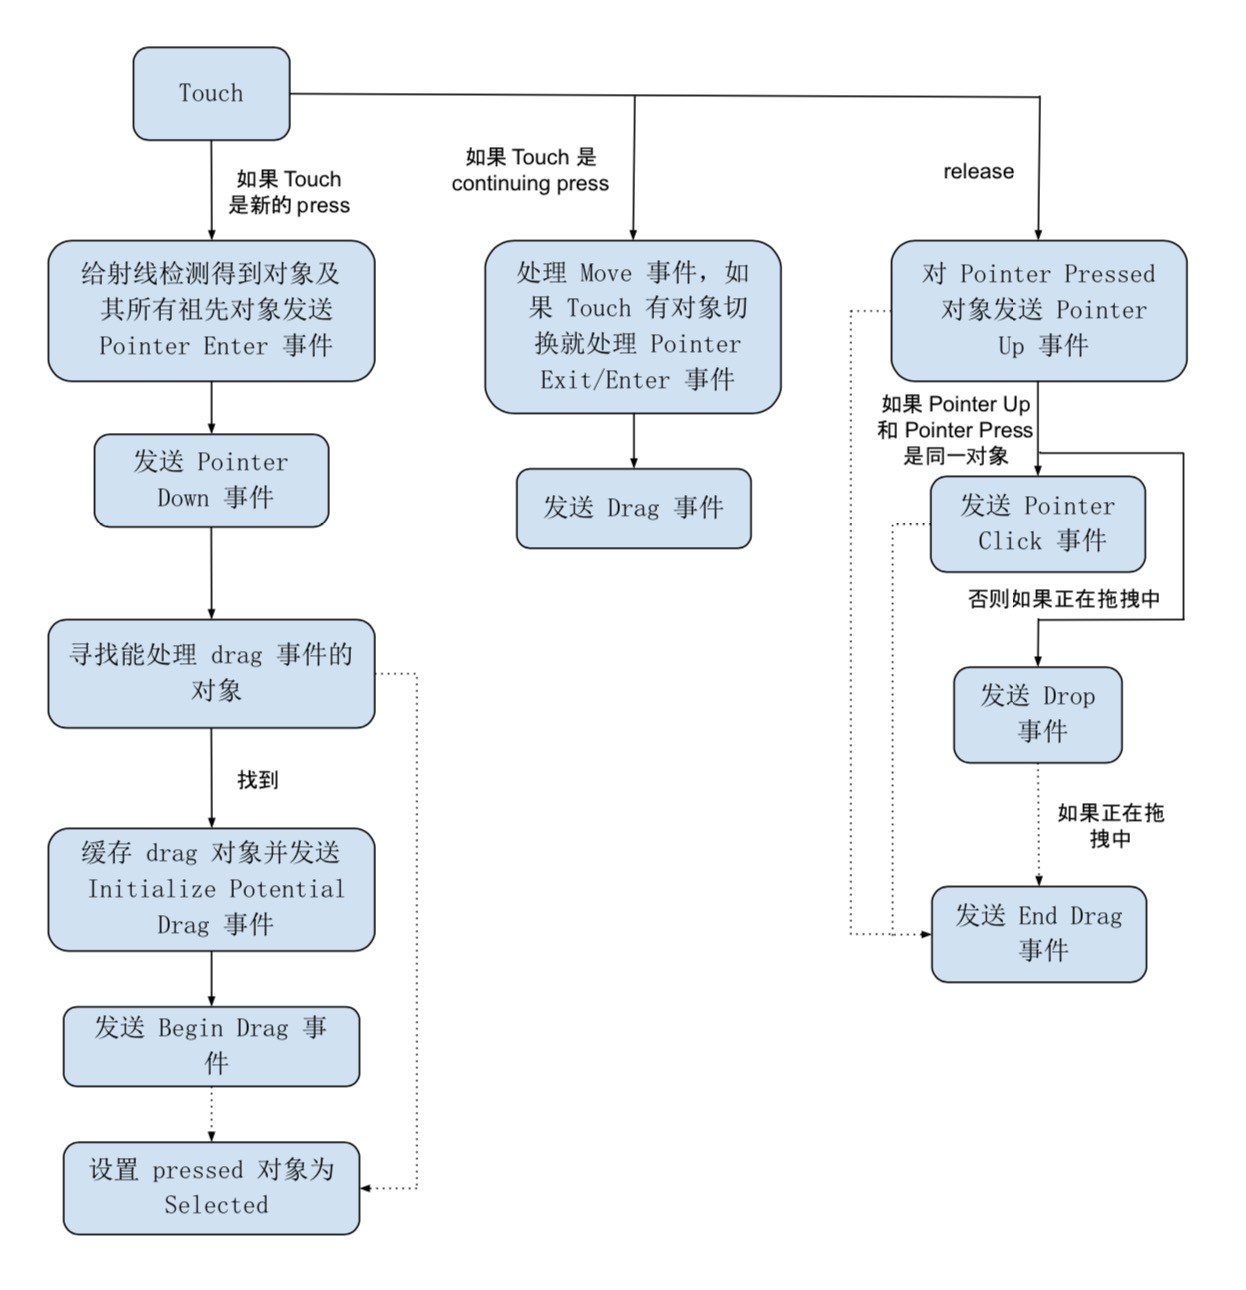 Touch
如果 Touch
是新的 press
给射线检测得到对象及
其所有祖先对象发送
Pointer Enter 事件
发送 Pointer
Down 事件
寻找能处理 drag 事件的
对象
找到
缓存 drag 对象并发送
Initialize Potential
Drag 事件
发送 Begin Drag 事
件
设置 pressed 对象为
Selected
如果 Touch 是
continuing press
处理 Move 事件，如
果 Touch 有对象切
换就处理 Pointer
Exit/Enter 事件
发送 Drag 事件
release
对 Pointer Pressed
对象发送 Pointer
Up 事件
如果 Pointer Up
和 Pointer Press
是同一对象
发送 Pointer
Click 事件
否则如果正在拖拽中
发送 Drop
事件
如果正在拖
拽中
发送 End Drag
事件